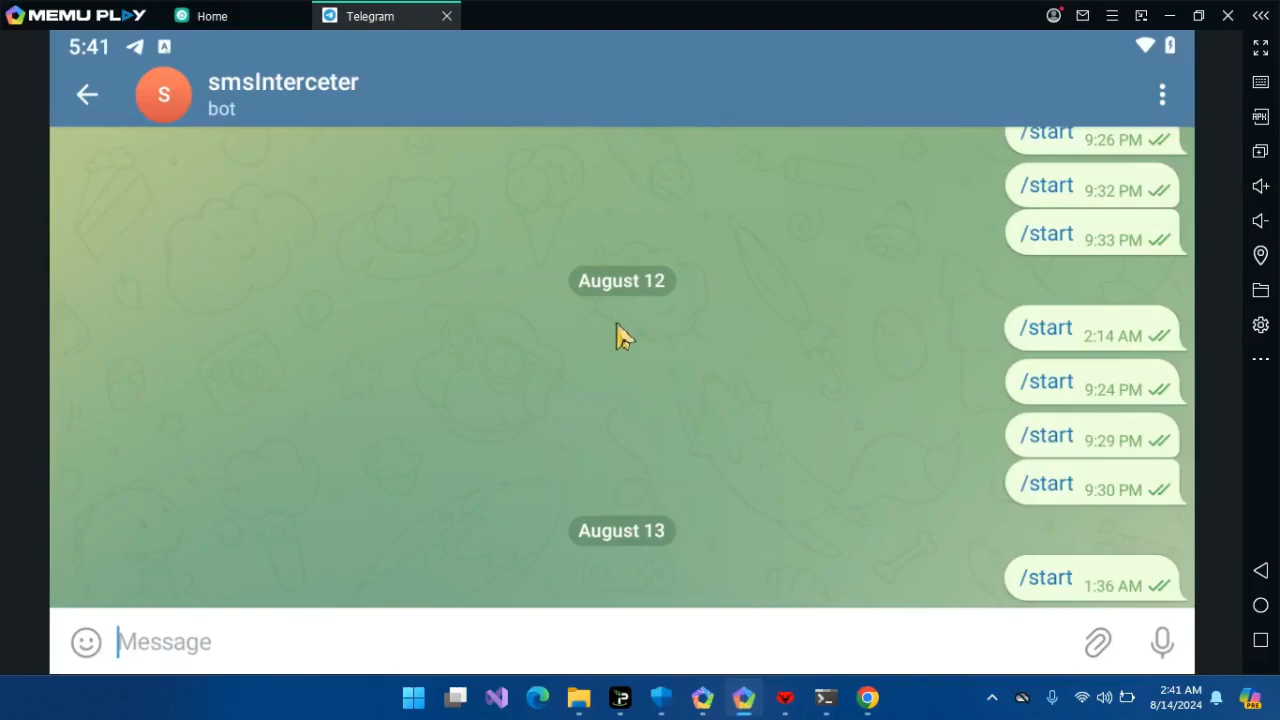 MEMU PLAY
Home
Telegram
5:41
smsInterceter
bot
S
/start 9:26 PM
/start 9:32 PM
/start 9:33 PM
August 12
/start 2:14 AM
/start 9:24 PM
/start 9:29 PM
/start 9:30 PM
August 13
/start 1:36 AM
Message
APK
2:41 AM
8/14/2024
PRE